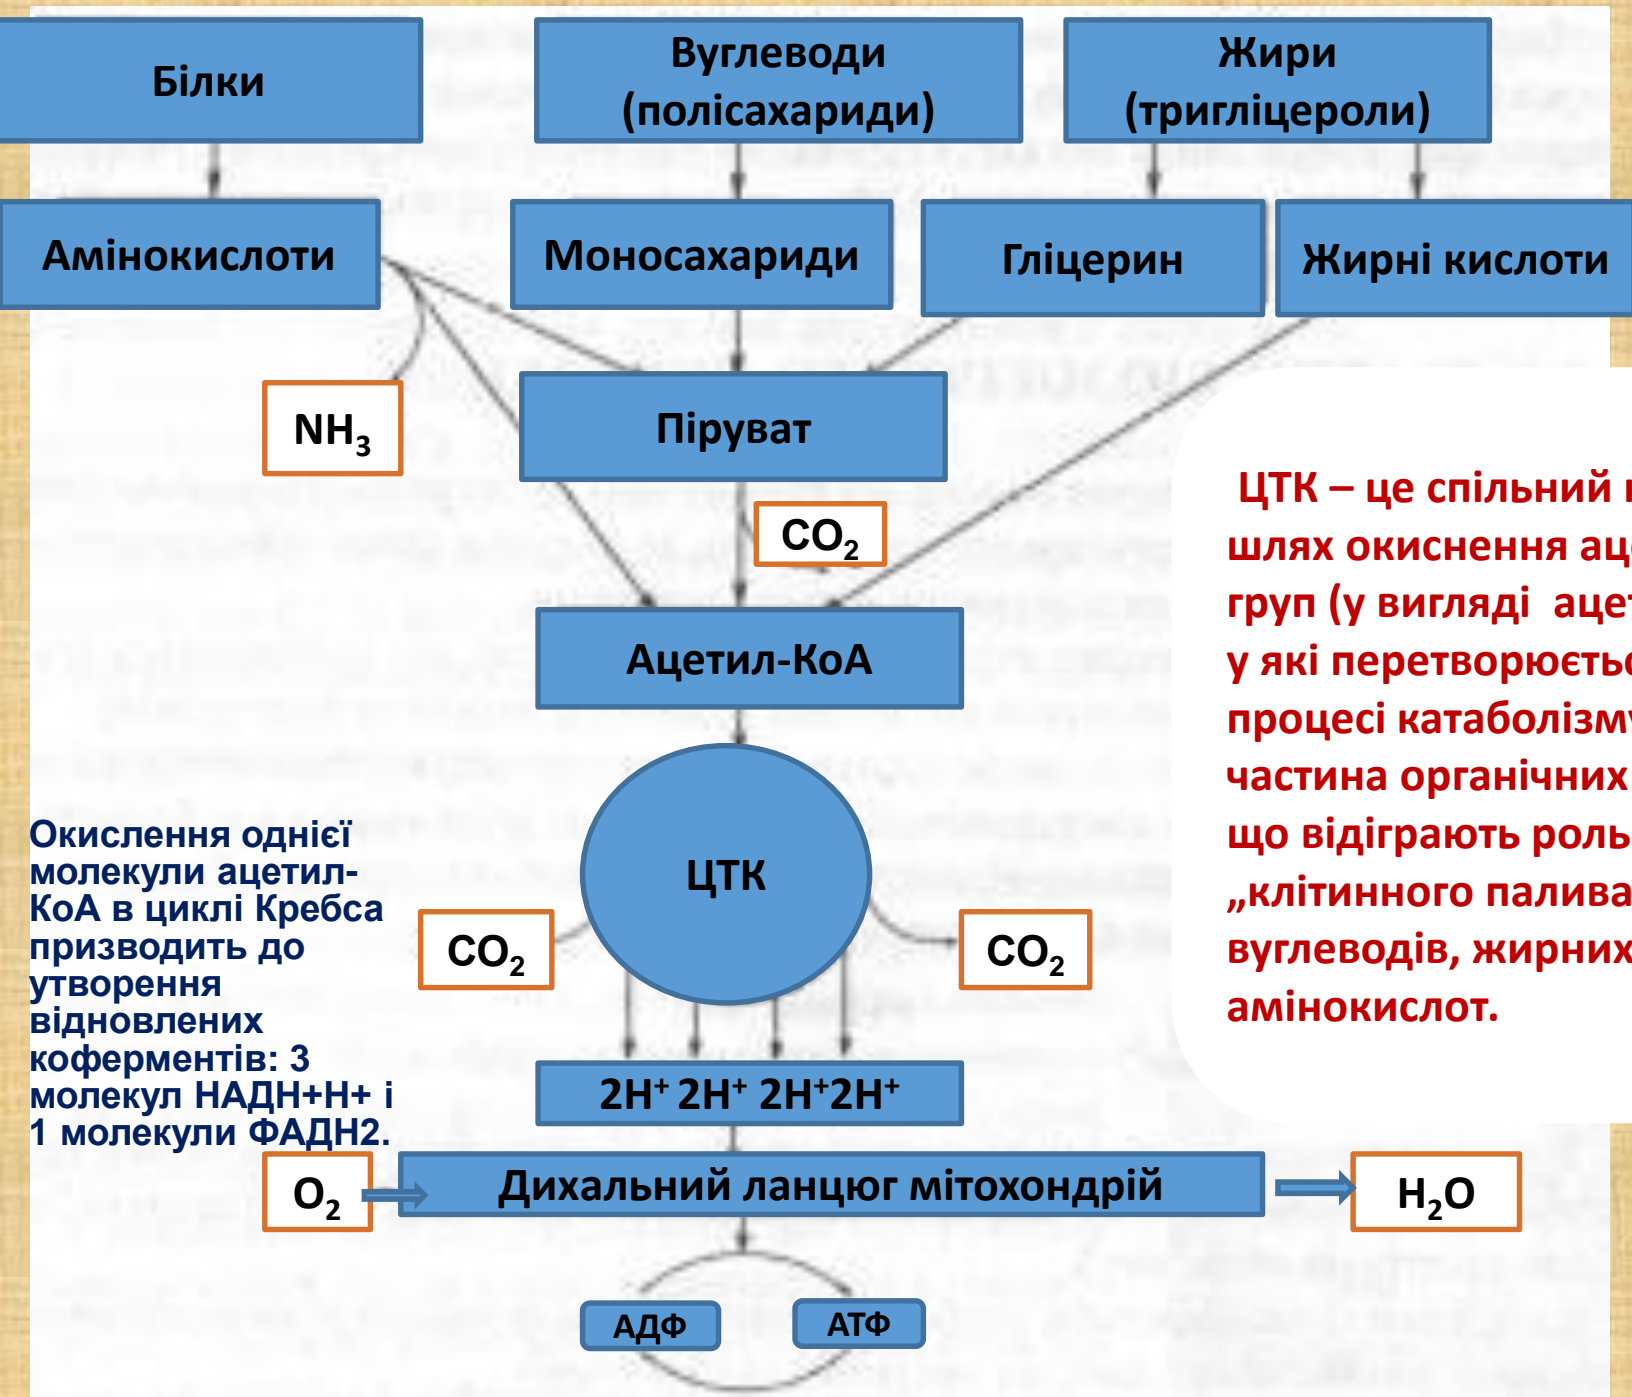 Білки
Вуглеводи
(полісахариди)
Жири
(тригліцероли)
Амінокислоти
Моносахариди
Гліцерин
Жирні кислоти
NH3
Піруват
CO2
Ацетил-КоА
ЦТК – це спільний
шлях окиснення
груп (у вигляді
у які
процесі
частина органічних
що відіграють роль
„клітинного палива
вуглеводів, жирних
амінокислот.
Окислення однієї
молекули ацетил-
КоА в циклі Кребса
призводить до
утворення
відновлених
коферментів: 3
молекул НАДН+Н+ і
1 молекули ФАДН2.
ЦТК
CO2
CO2
2H+ 2H+ 2H+2H+
O2
Дихальний ланцюг мітохондрій
H2O
АДФ
АТФ